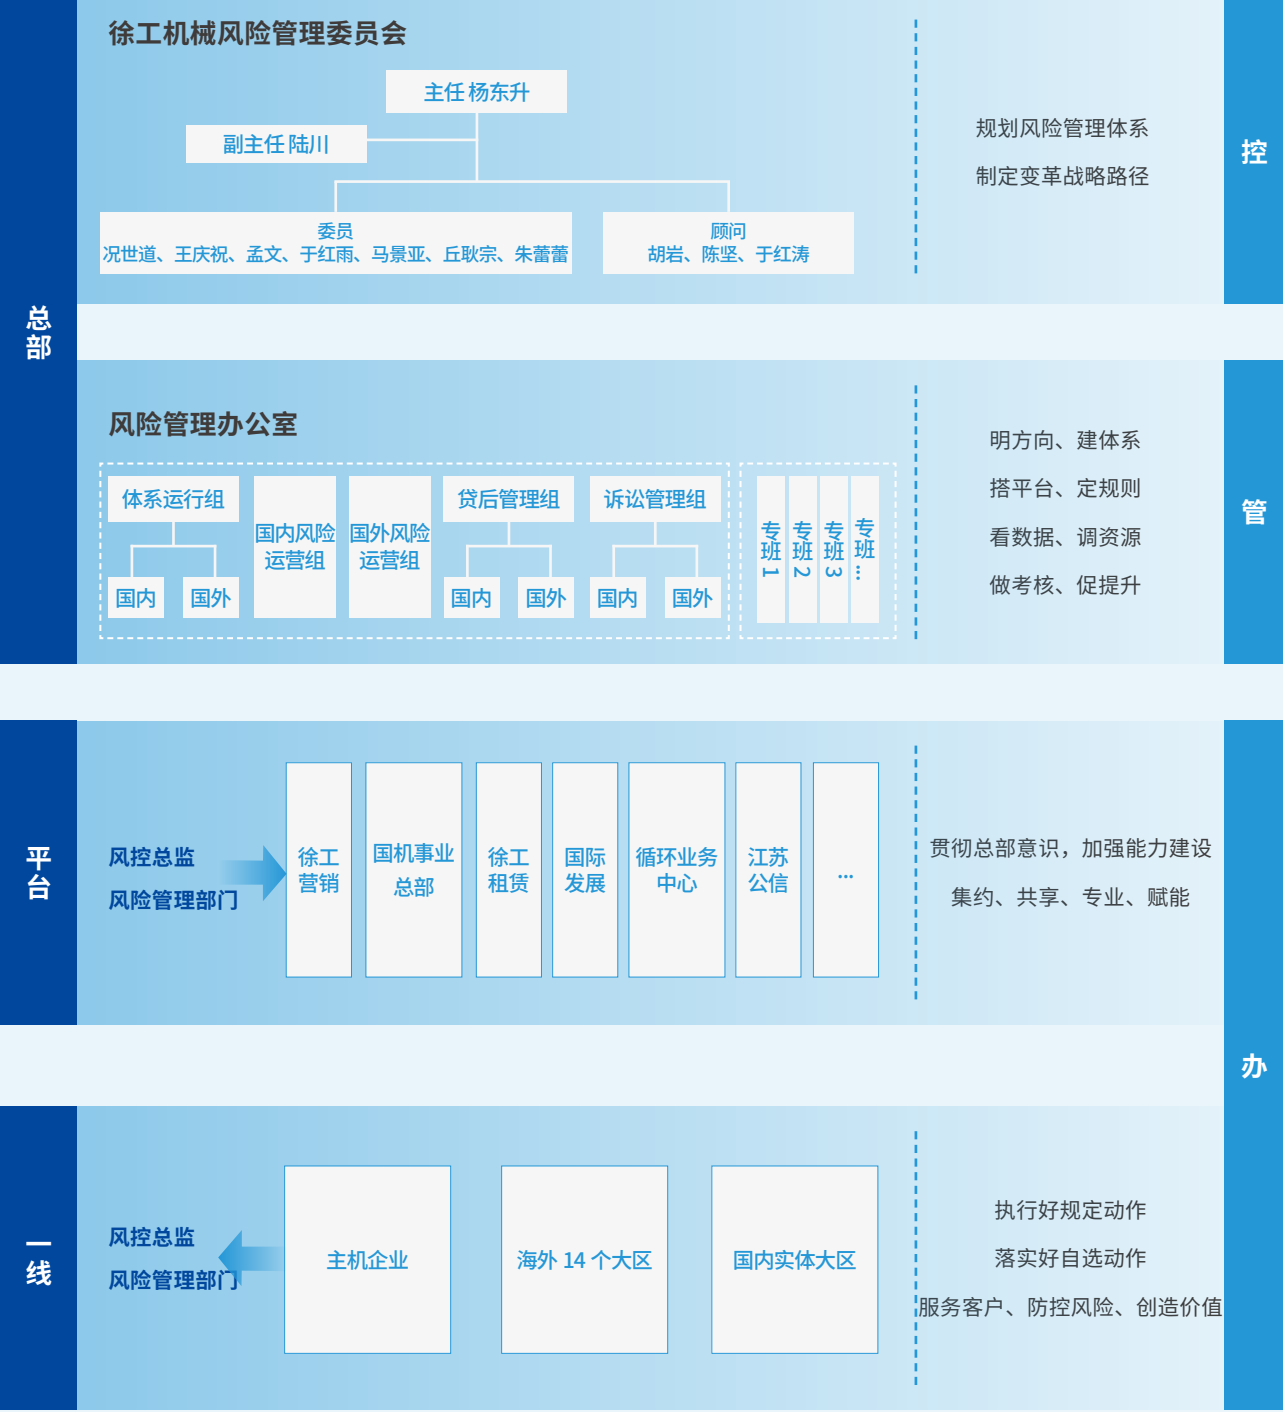 总部
徐工机械风险管理委员会
主任 杨东升
副主任 陆川
委员
况世道、王庆祝、孟文、于红雨、马景亚、丘耿宗、朱蕾蕾
顾问
胡岩、陈坚、于红涛
规划风险管理体系
制定变革战略路径
控
风险管理办公室
体系运行组
国内
国外
国内风险
运营组
国外风险
运营组
贷后管理组
国内
国外
诉讼管理组
国内
国外
专班 1
专班 2
专班 3
专班 ...
明方向、建体系
搭平台、定规则
看数据、调资源
做考核、促提升
管
平台
风控总监
风险管理部门
徐工
营销
国机事业
总部
徐工
租赁
国际
发展
循环业务
中心
江苏
公信
...
贯彻总部意识，加强能力建设
集约、共享、专业、赋能
办
一线
风控总监
风险管理部门
主机企业
海外 14 个大区
国内实体大区
执行好规定动作
落实好自选动作
服务客户、防控风险、创造价值